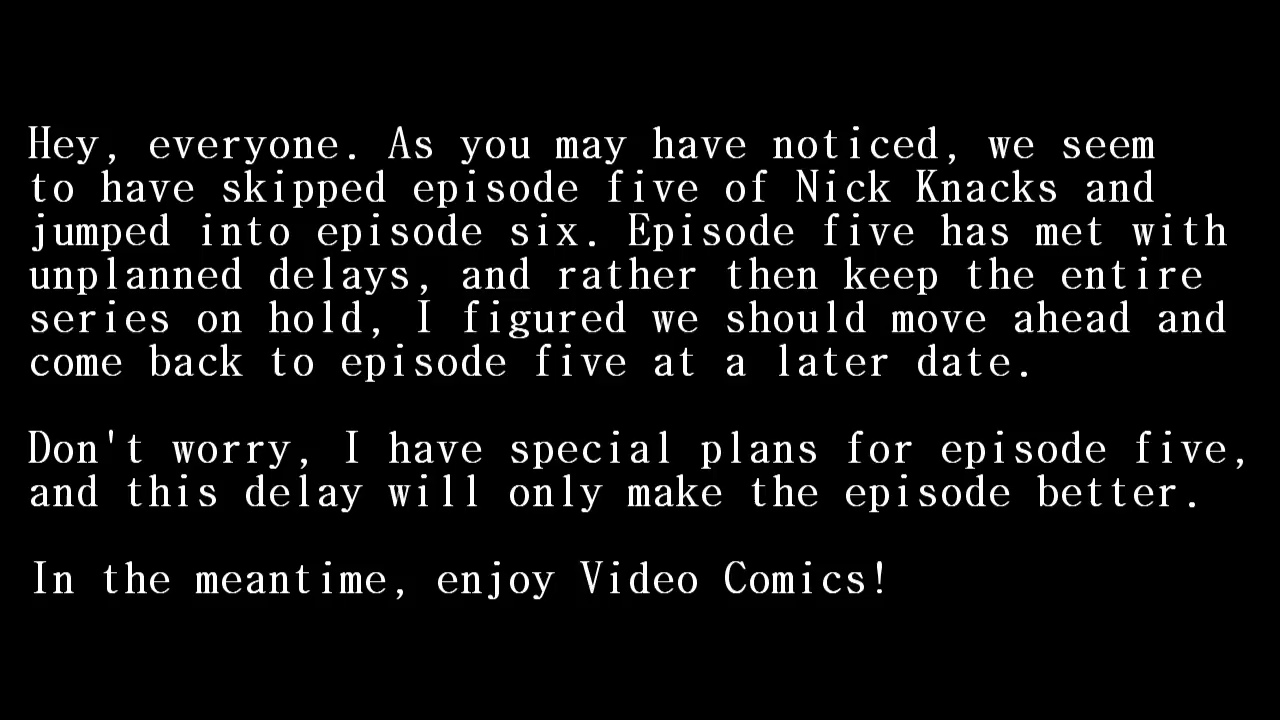 Hey, everyone. As you may have noticed, we seem
to have skipped episode five of Nick Knacks and
jumped into episode six. Episode five has met with
unplanned delays, and rather then keep the entire
series on hold, I figured we should move ahead and
come back to episode five at a later date.
Don't worry, I have special plans for episode five,
and this delay will only make the episode better.
In the meantime, enjoy Video Comics!